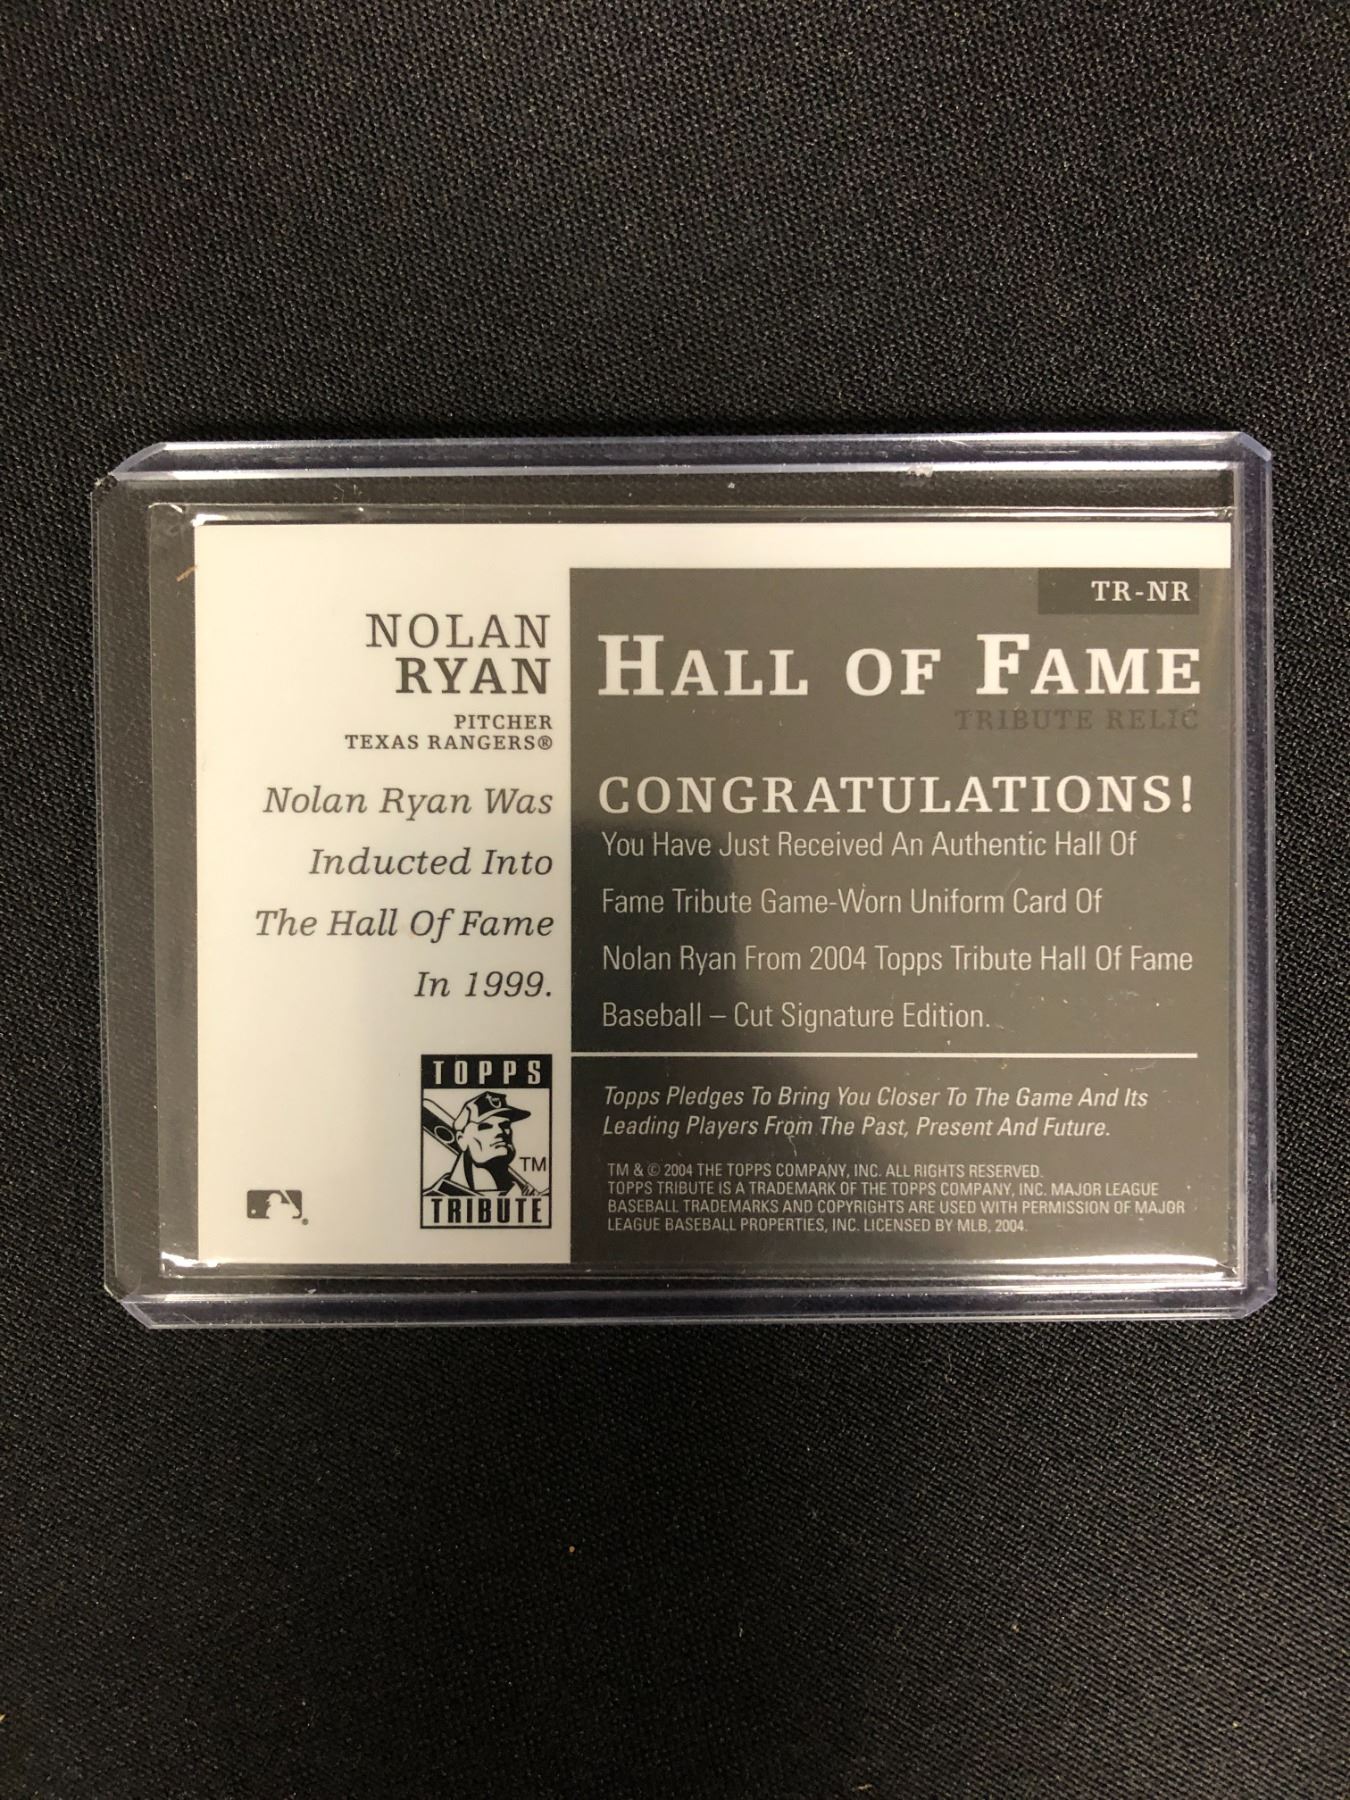 NOLAN
RYAN
PITCHER
TEXAS RANGERS®
Nolan Ryan Was
Inducted Into
The Hall Of Fame
In 1999.
TOPPS
TM
TRIBUTE
TR-NR
HALL OF FAME
TRIBUTE RELIC
CONGRATULATIONS!
You Have Just Received An Authentic Hall Of
Fame Tribute Game-Worn Uniform Card Of
Nolan Ryan From 2004 Topps Tribute Hall Of Fame
Baseball – Cut Signature Edition.
Topps Pledges To Bring You Closer To The Game And Its
Leading Players From The Past, Present And Future.
TM & © 2004 THE TOPPS COMPANY, INC. ALL RIGHTS RESERVED.
TOPPS TRIBUTE IS A TRADEMARK OF THE TOPPS COMPANY, INC. MAJOR LEAGUE
BASEBALL TRADEMARKS AND COPYRIGHTS ARE USED WITH PERMISSION OF MAJOR
LEAGUE BASEBALL PROPERTIES, INC. LICENSED BY MLB, 2004.